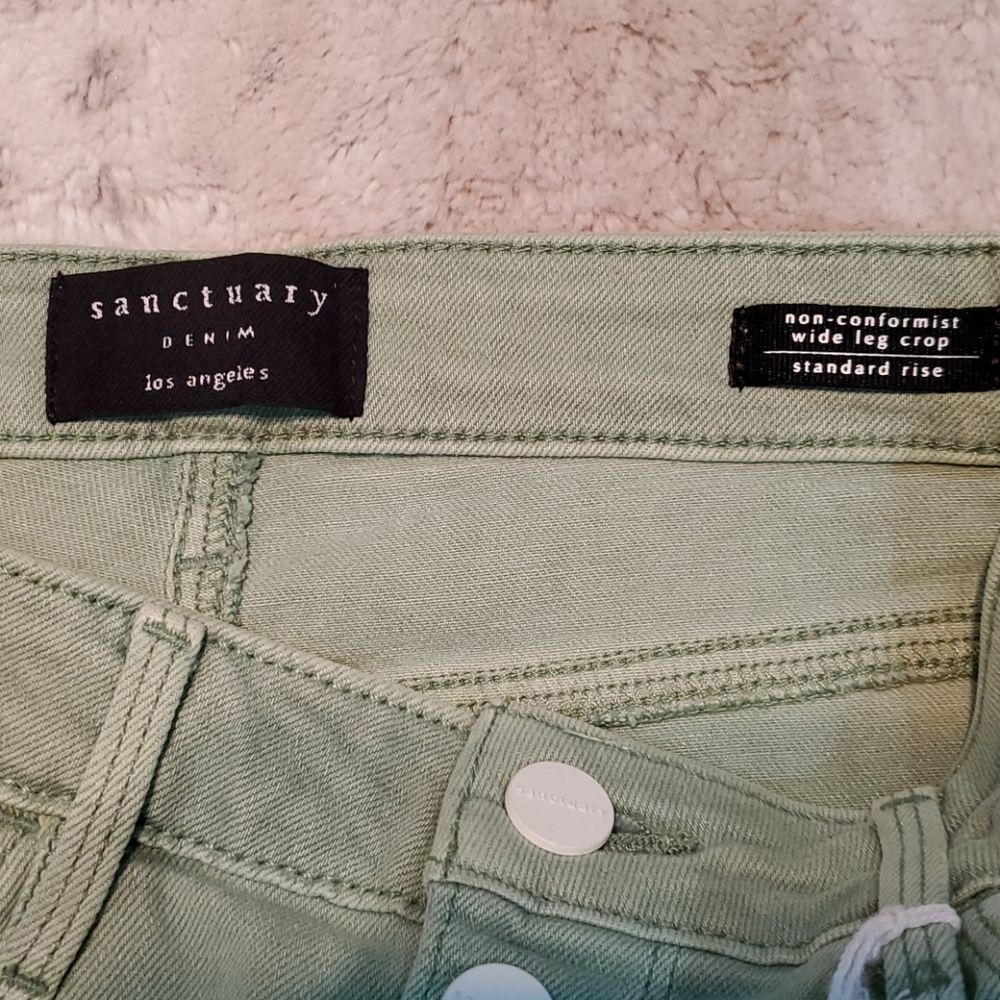 sanctuary
DENIM
los angeles
non-conformist
wide leg crop
standard rise
sanctuary